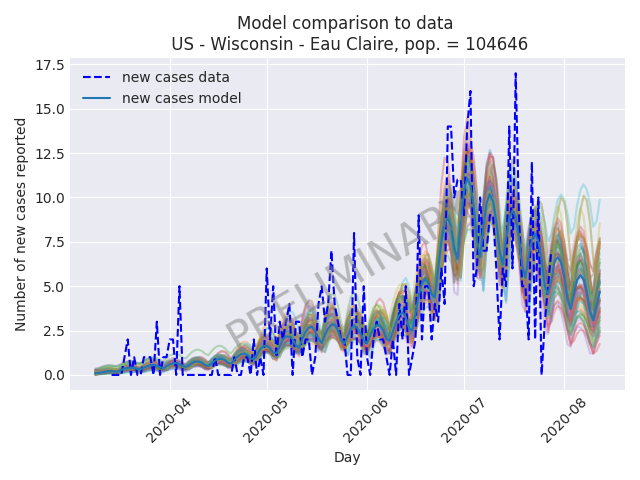 Model comparison to data
US - Wisconsin - Eau Claire, pop. = 104646
new cases data
new cases model
PRELIMINARY
Number of new cases reported
17.5
15.0
12.5
10.0
7.5
5.0
2.5
0.0
2020-04
2020-05
2020-06
2020-07
2020-08
Day